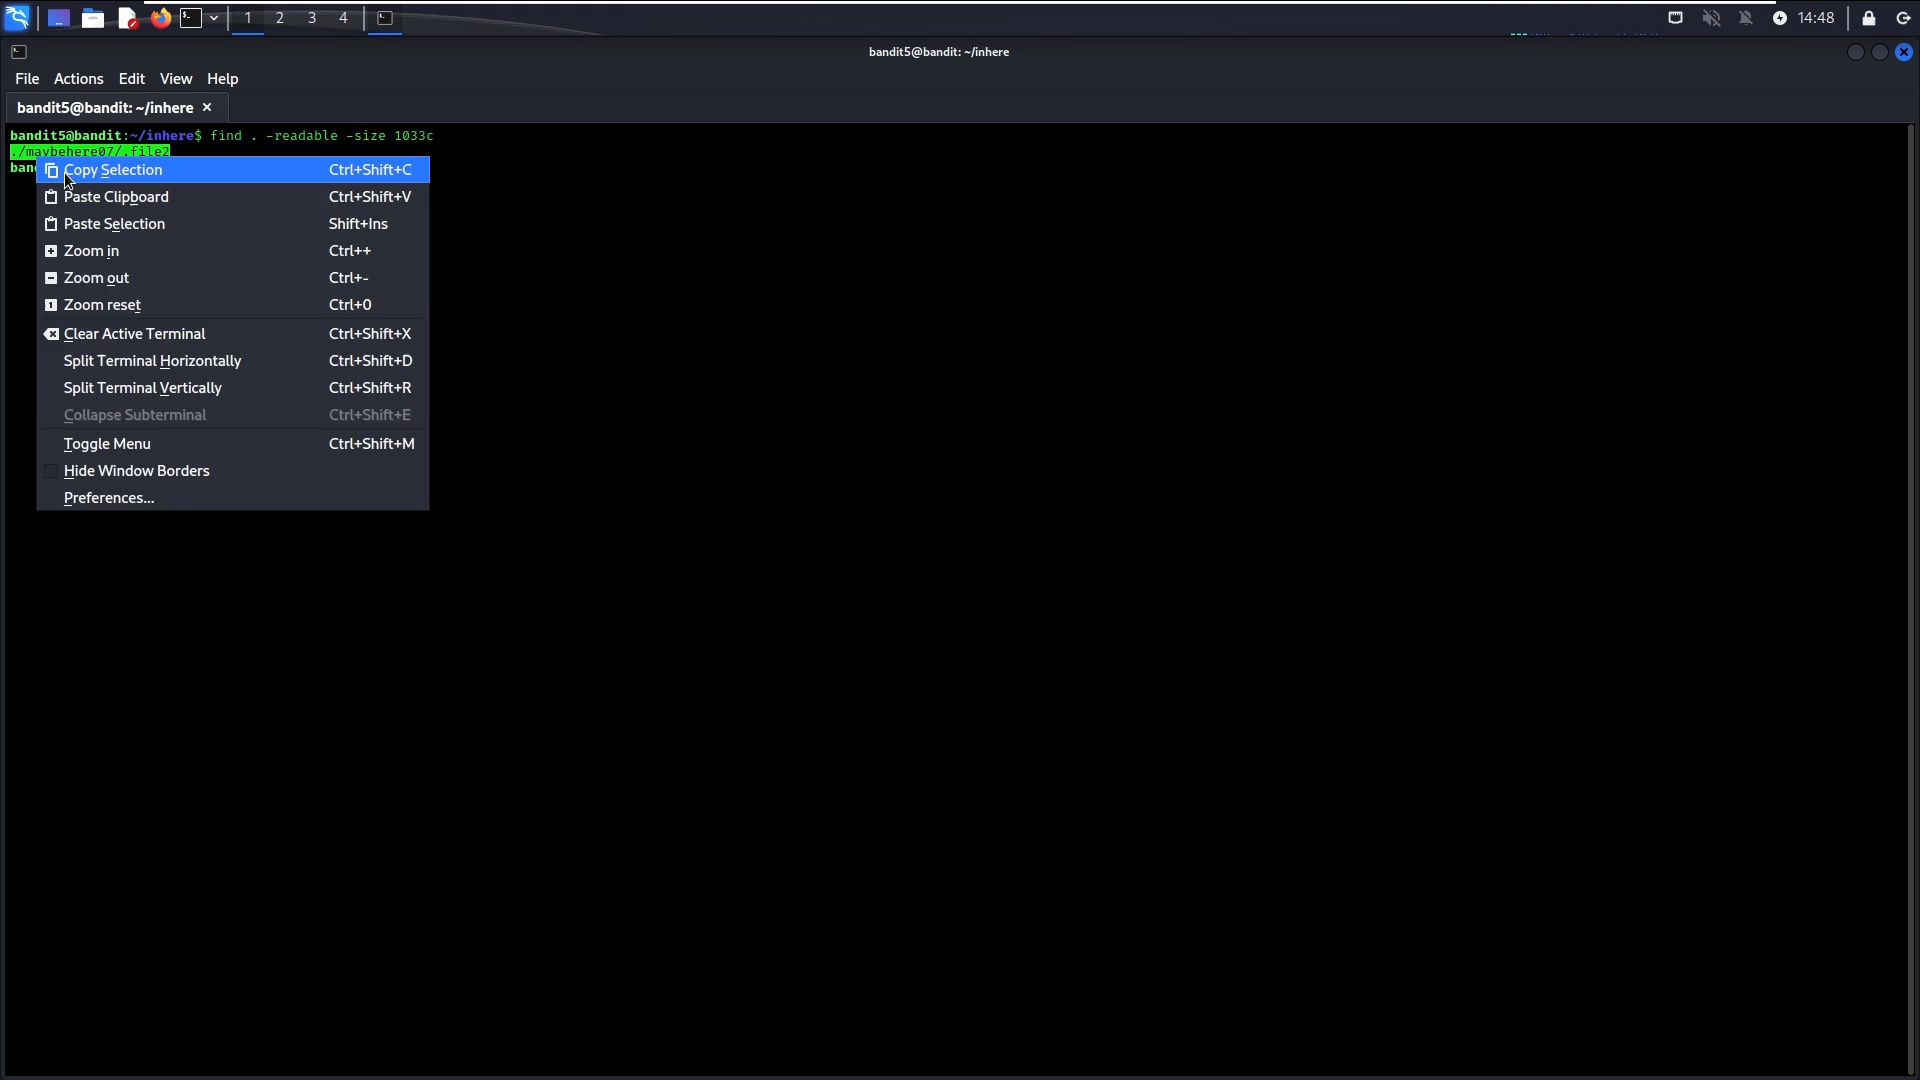 1 2 3 4 14:48
bandit5@bandit: ~/inhere
File Actions Edit View Help
bandit5@bandit: ~/inhere ×
bandit5@bandit:~/inhere$ find . -readable -size 1033c
./maybehere07/.file2
ban
Copy Selection Ctrl+Shift+C
Paste Clipboard Ctrl+Shift+V
Paste Selection Shift+Ins
Zoom in Ctrl++
Zoom out Ctrl+-
Zoom reset Ctrl+0
Clear Active Terminal Ctrl+Shift+X
Split Terminal Horizontally Ctrl+Shift+D
Split Terminal Vertically Ctrl+Shift+R
Collapse Subterminal Ctrl+Shift+E
Toggle Menu Ctrl+Shift+M
Hide Window Borders
Preferences...